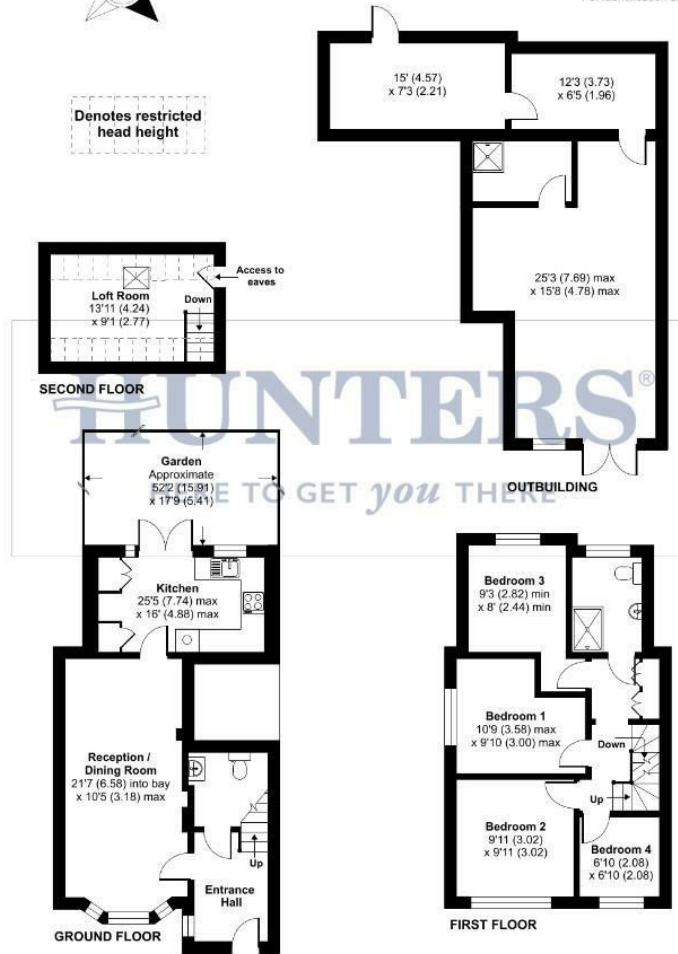 15' (4.57)
x 7'3 (2.21)
12'3 (3.73)
x 6'5 (1.96)
Denotes restricted
head height
25'3 (7.69) max
x 15'8 (4.78) max
Access to
eaves
Loft Room
13'11 (4.24)
x 9'1 (2.77)
Down
SECOND FLOOR
HUNTERS®
HERE TO GET you THERE
OUTBUILDING
Garden
Approximate
52'2 (15.91)
x 17'9 (5.41)
Kitchen
25'5 (7.74) max
x 16' (4.88) max
Reception /
Dining Room
21'7 (6.58) into bay
x 10'5 (3.18) max
Up
Entrance
Hall
GROUND FLOOR
Bedroom 3
9'3 (2.82) min
x 8' (2.44) min
Bedroom 1
10'9 (3.58) max
x 9'10 (3.00) max
Down
Up
Bedroom 2
9'11 (3.02)
x 9'11 (3.02)
Bedroom 4
6'10 (2.08)
x 6'10 (2.08)
FIRST FLOOR